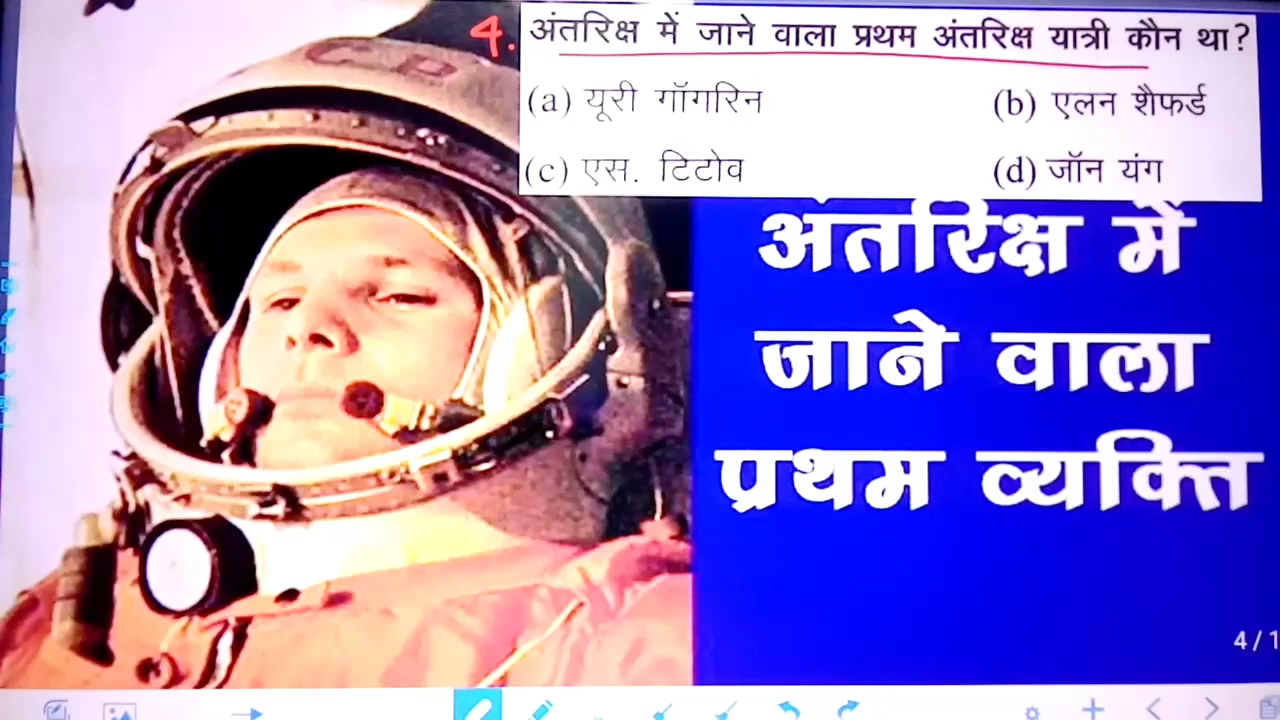 4. अंतरिक्ष में जाने वाला प्रथम अंतरिक्ष यात्री कौन था?
(a) यूरी गॉगरिन (b) एलन शैफर्ड
(c) एस. टिटोव (d) जॉन यंग
अंतरिक्ष में
जाने वाला
प्रथम व्यक्ति
4/1